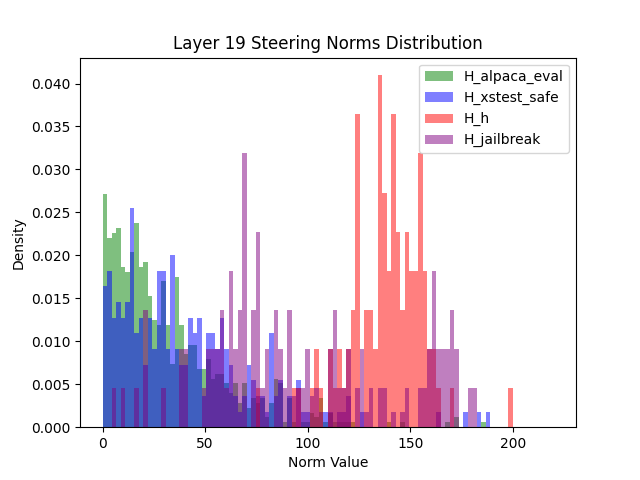 Layer 19 Steering Norms Distribution
H_alpaca_eval
H_xstest_safe
H_h
H_jailbreak
0.040
0.035
0.030
0.025
0.020
0.015
0.010
0.005
0.000
Density
0 50 100 150 200
Norm Value